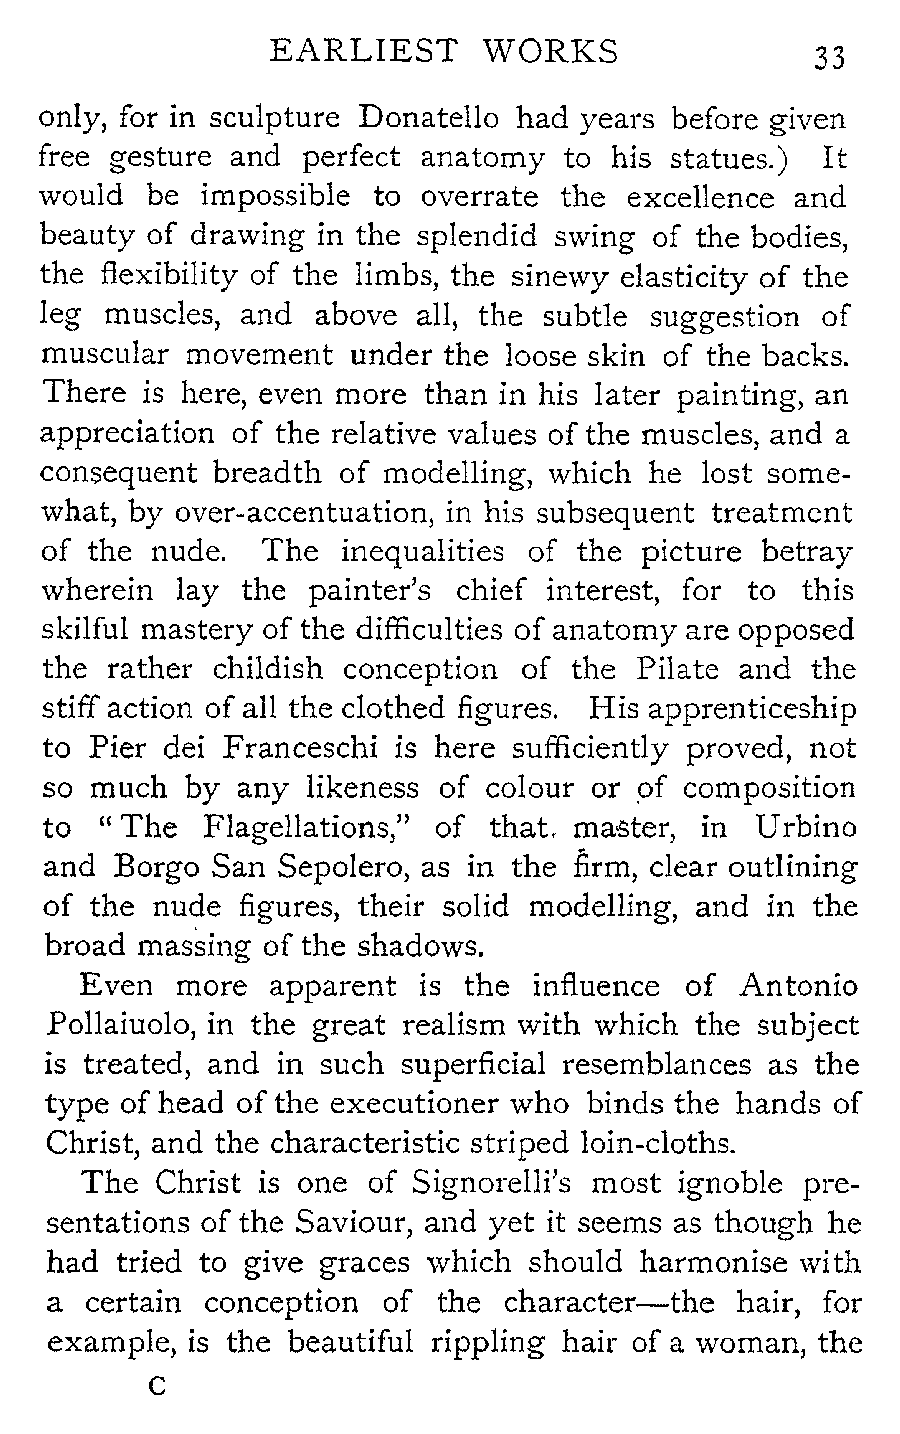 EARLIEST WORKS 33
only, for in sculpture Donatello had years before given
free gesture and perfect anatomy to his statues.) It
would be impossible to overrate the excellence and
beauty of drawing in the splendid swing of the bodies,
the flexibility of the limbs, the sinewy elasticity of the
leg muscles, and above all, the subtle suggestion of
muscular movement under the loose skin of the backs.
There is here, even more than in his later painting, an
appreciation of the relative values of the muscles, and a
consequent breadth of modelling, which he lost some-
what, by over-accentuation, in his subsequent treatment
of the nude. The inequalities of the picture betray
wherein lay the painter's chief interest, for to this
skilful mastery of the difficulties of anatomy are opposed
the rather childish conception of the Pilate and the
stiff action of all the clothed figures. His apprenticeship
to Pier dei Franceschi is here sufficiently proved, not
so much by any likeness of colour or of composition
to "The Flagellations," of that master, in Urbino
and Borgo San Sepolero, as in the firm, clear outlining
of the nude figures, their solid modelling, and in the
broad massing of the shadows.
Even more apparent is the influence of Antonio
Pollaiuolo, in the great realism with which the subject
is treated, and in such superficial resemblances as the
type of head of the executioner who binds the hands of
Christ, and the characteristic striped loin-cloths.
The Christ is one of Signorelli's most ignoble pre-
sentations of the Saviour, and yet it seems as though he
had tried to give graces which should harmonise with
a certain conception of the character—the hair, for
example, is the beautiful rippling hair of a woman, the
C